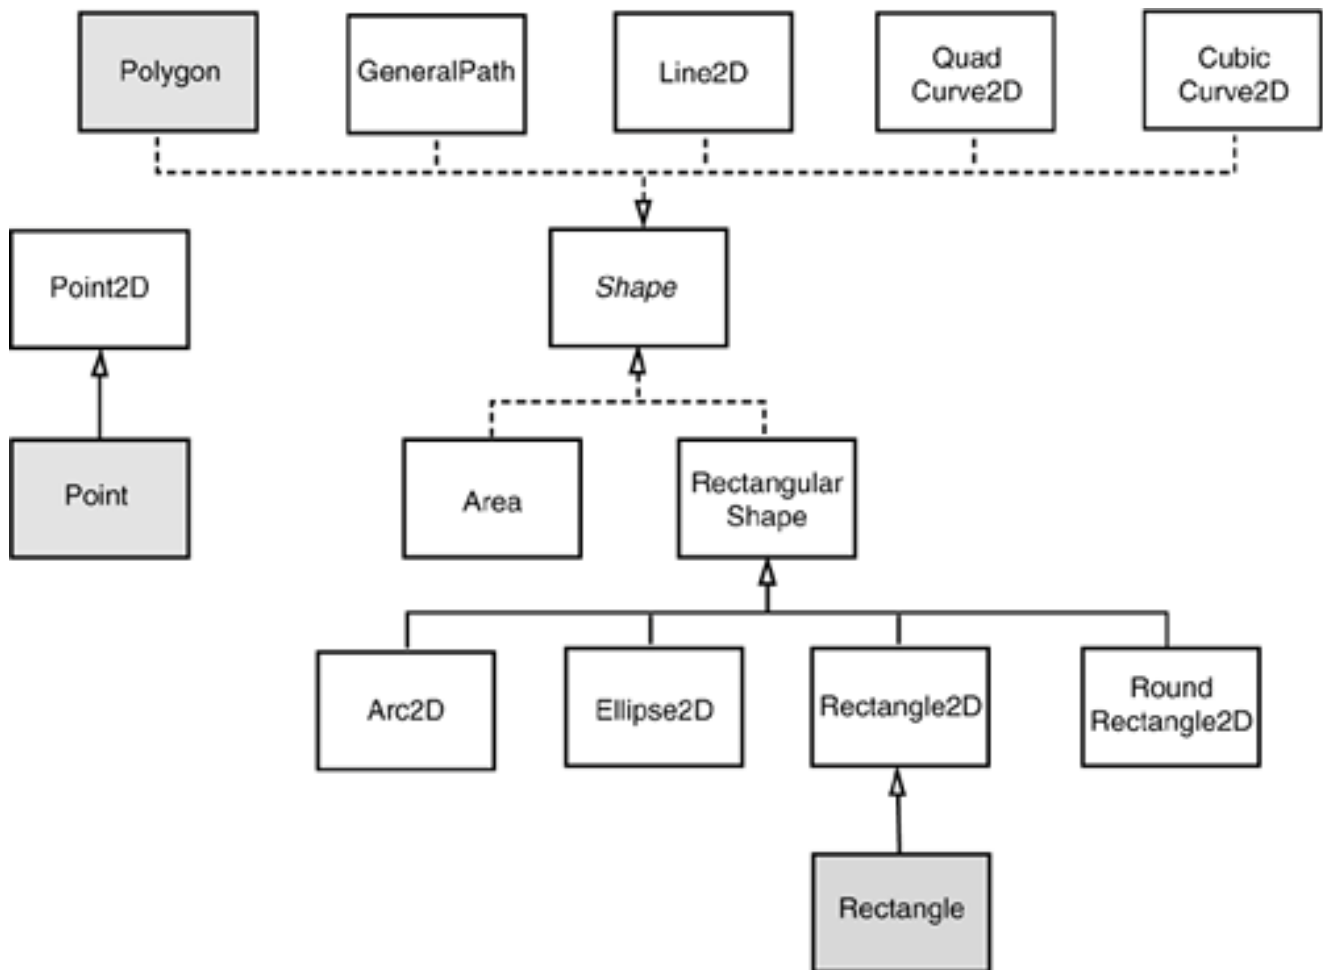 Polygon
GeneralPath
Line2D
Quad
Curve2D
Cubic
Curve2D
Point2D
Shape
Point
Area
Rectangular
Shape
Arc2D
Ellipse2D
Rectangle2D
Round
Rectangle2D
Rectangle